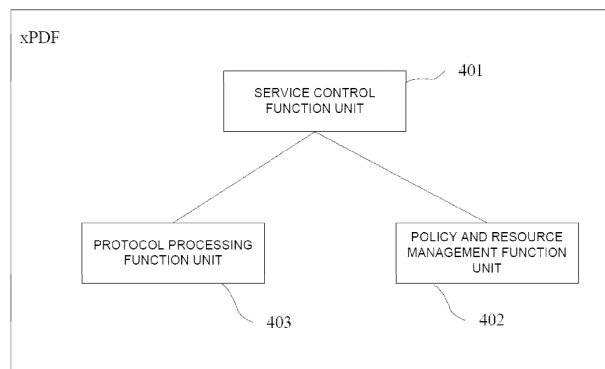 xPDF
401
SERVICE CONTROL
FUNCTION UNIT
PROTOCOL PROCESSING
FUNCTION UNIT
POLICY AND RESOURCE
MANAGEMENT FUNCTION
UNIT
403
402